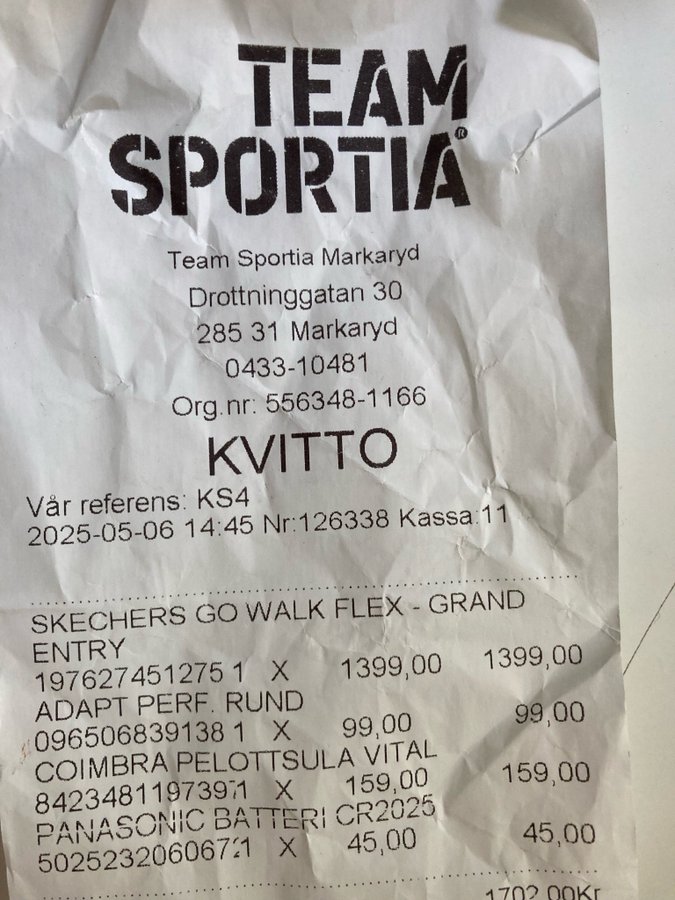 TEAM
SPORTIA®
Team Sportia Markaryd
Drottninggatan 30
285 31 Markaryd
0433-10481
Org.nr: 556348-1166
KVITTO
Vår referens: KS4
2025-05-06 14:45 Nr:126338 Kassa:11
SKECHERS GO WALK FLEX - GRAND
ENTRY
197627451275 1 X 1399,00 1399,00
ADAPT PERF. RUND
096506839138 1 X 99,00 99,00
COIMBRA PELOTTSULA VITAL
84234811973971 X 159,00 159,00
PANASONIC BATTERI CR2025
50252320606721 X 45,00 45,00
1702,00Kr